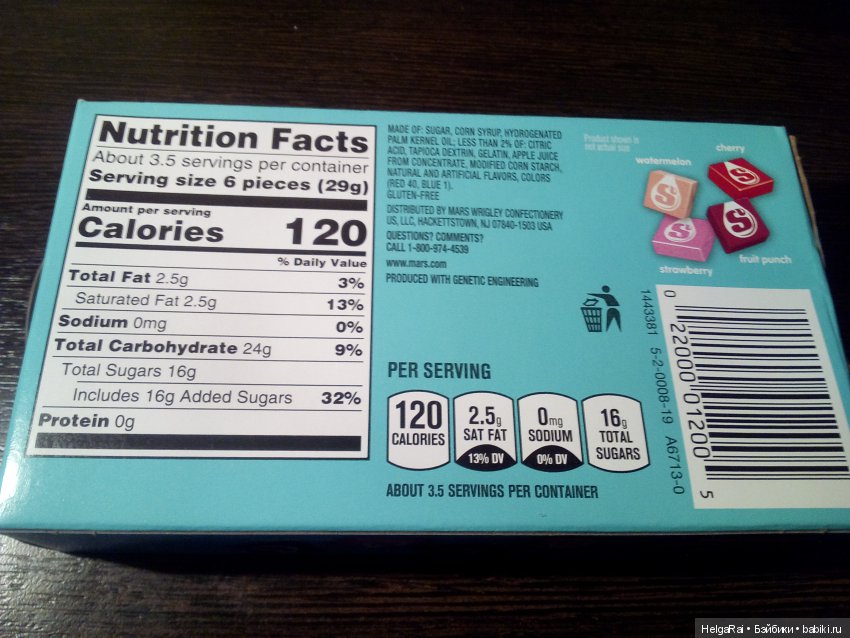 Nutrition Facts
About 3.5 servings per container
Serving size 6 pieces (29g)
Amount per serving
Calories 120
% Daily Value
Total Fat 2.5g 3%
Saturated Fat 2.5g 13%
Sodium 0mg 0%
Total Carbohydrate 24g 9%
Total Sugars 16g
Includes 16g Added Sugars 32%
Protein 0g
MADE OF: SUGAR, CORN SYRUP, HYDROGENATED
PALM KERNEL OIL; LESS THAN 2% OF: CITRIC
ACID, TAPIOCA DEXTRIN, GELATIN, APPLE JUICE
FROM CONCENTRATE, MODIFIED CORN STARCH,
NATURAL AND ARTIFICIAL FLAVORS, COLORS
(RED 40, BLUE 1).
GLUTEN-FREE
DISTRIBUTED BY MARS WRIGLEY CONFECTIONERY
US, LLC, HACKETTSTOWN, NJ 07840-1503 USA
QUESTIONS? COMMENTS?
CALL 1-800-974-4539
www.mars.com
PRODUCED WITH GENETIC ENGINEERING
PER SERVING
120
CALORIES
2.5g
SAT FAT
13% DV
0mg
SODIUM
0% DV
16g
TOTAL
SUGARS
ABOUT 3.5 SERVINGS PER CONTAINER
Product shown is
not actual size
watermelon
cherry
S
S
S
S
strawberry
fruit punch
1443381 5-2-0008-19 A6713-0
0 22000 01200 5
HelgaRai • Бэйбики • babiki.ru